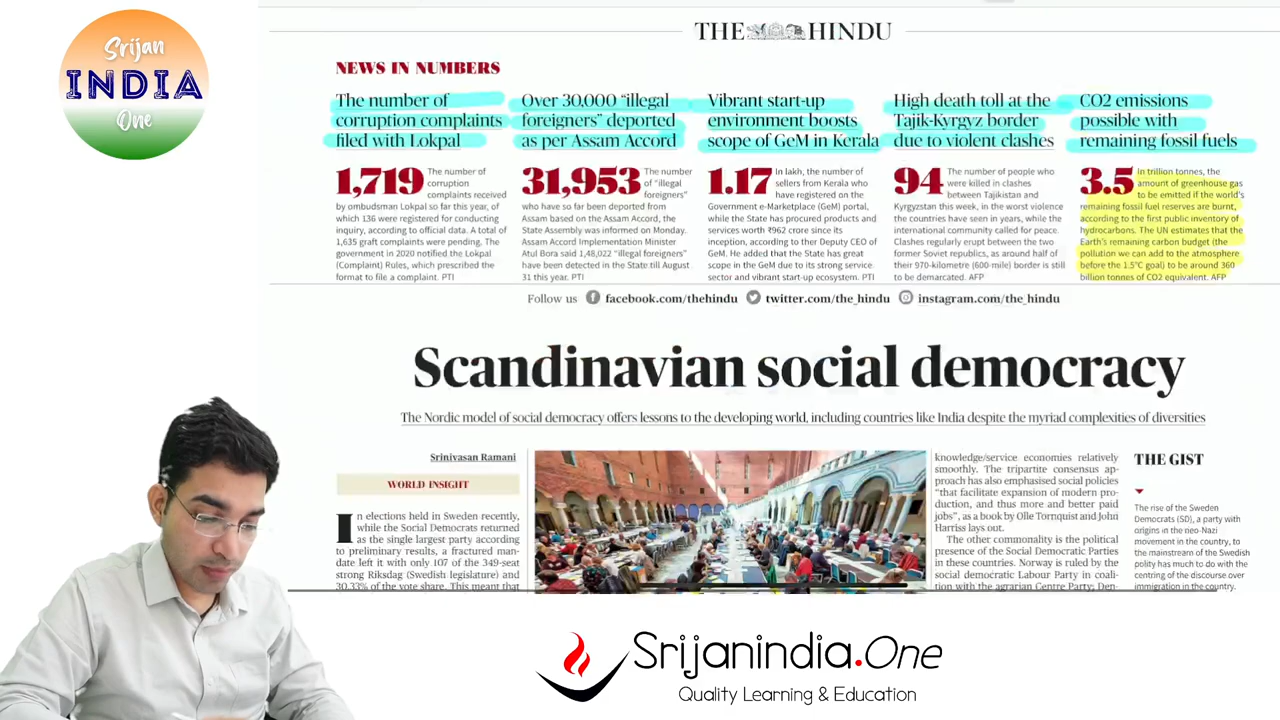 Srijan
INDIA
One
THE HINDU
NEWS IN NUMBERS
The number of
corruption complaints
filed with Lokpal
1,719 The number of
corruption
complaints received
by ombudsman Lokpal so far this year, of
which 136 were registered for conducting
inquiry, according to official data. A total of
1,635 graft complaints were pending. The
government in 2020 notified the Lokpal
(Complaint) Rules, which prescribed the
format to file a complaint. PTI
Over 30,000 “illegal
foreigners” deported
as per Assam Accord
31,953 The number
of “illegal
foreigners”
who have so far been deported from
Assam based on the Assam Accord, the
State Assembly was informed on Monday.
Assam Accord Implementation Minister
Atul Bora said 1,48,022 “illegal foreigners”
have been detected in the State till August
31 this year. PTI
Vibrant start-up
environment boosts
scope of GeM in Kerala
1.17 In lakh, the number of
sellers from Kerala who
have registered on the
Government e-Marketplace (GeM) portal,
while the State has procured products and
services worth ₹962 crore since its
inception, according to ther Deputy CEO of
GeM. He added that the State has great
scope in the GeM due to its strong service-
sector and vibrant start-up ecosystem. PTI
High death toll at the
Tajik-Kyrgyz border
due to violent clashes
94 The number of people who
were killed in clashes
between Tajikistan and
Kyrgyzstan this week, in the worst violence
the countries have seen in years, while the
international community called for peace.
Clashes regularly erupt between the two
former Soviet republics, as around half of
their 970-kilometre (600-mile) border is still
to be demarcated. AFP
CO2 emissions
possible with
remaining fossil fuels
3.5 In trillion tonnes, the
amount of greenhouse gas
to be emitted if the world’s
remaining fossil fuel reserves are burnt,
according to the first public inventory of
hydrocarbons. The UN estimates that the
Earth’s remaining carbon budget (the
pollution we can add to the atmosphere
before the 1.5°C goal) to be around 360
billion tonnes of CO2 equivalent. AFP
Follow us facebook.com/thehindu twitter.com/the_hindu instagram.com/the_hindu
Scandinavian social democracy
The Nordic model of social democracy offers lessons to the developing world, including countries like India despite the myriad complexities of diversities
Srinivasan Ramani
WORLD INSIGHT
In elections held in Sweden recently,
while the Social Democrats returned
as the single largest party according
to preliminary results, a fractured man-
date left it with only 107 of the 349-seat
strong Riksdag (Swedish legislature) and
30.33% of the vote share. This meant that
knowledge/service economies relatively
smoothly. The tripartite consensus ap-
proach has also emphasised social policies
“that facilitate expansion of modern pro-
duction, and thus more and better paid
jobs”, as a book by Olle Tornquist and John
Harriss lays out.
The other commonality is the political
presence of the Social Democratic Parties
in these countries. Norway is ruled by the
social democratic Labour Party in coali-
tion with the agrarian Centre Party; Den-
THE GIST
The rise of the Sweden
Democrats (SD), a party with
origins in the neo-Nazi
movement in the country, to
the mainstream of the Swedish
polity has much to do with the
centring of the discourse over
immigration in the country.
Srijanindia.One
Quality Learning & Education